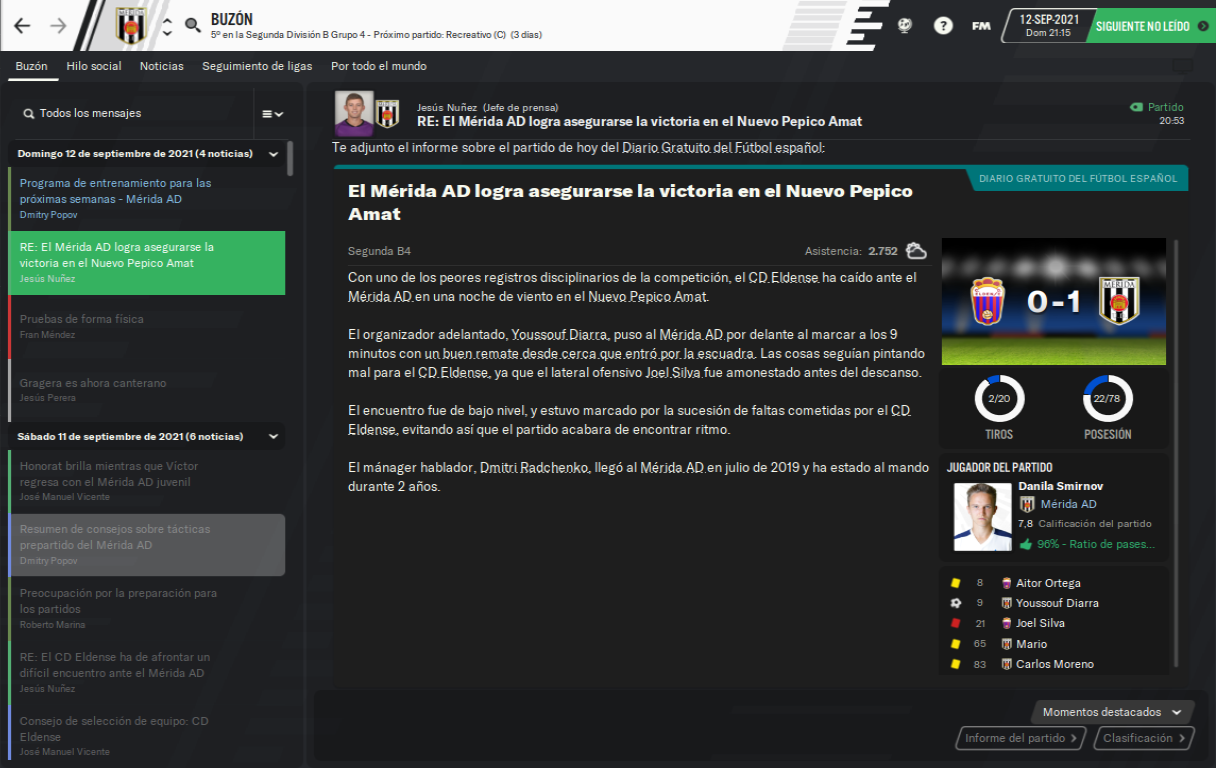 BUZÓN
5º en la Segunda División B Grupo 4 - Próximo partido: Recreativo (C) (3 días)
?
FM
12-SEP-2021
Dom 21:15
SIGUIENTE NO LEÍDO
Buzón
Hilo social
Noticias
Seguimiento de ligas
Por todo el mundo
Todos los mensajes
Domingo 12 de septiembre de 2021 (4 noticias)
Programa de entrenamiento para las
próximas semanas - Mérida AD
Dmitry Popov
RE: El Mérida AD logra asegurarse la
victoria en el Nuevo Pepico Amat
Jesús Nuñez
Pruebas de forma física
Fran Méndez
Gragera es ahora canterano
Jesús Perera
Sábado 11 de septiembre de 2021 (6 noticias)
Honorat brilla mientras que Víctor
regresa con el Mérida AD juvenil
José Manuel Vicente
Resumen de consejos sobre tácticas
prepartido del Mérida AD
Dmitry Popov
Preocupación por la preparación para
los partidos
Roberto Marina
RE: El CD Eldense ha de afrontar un
difícil encuentro ante el Mérida AD
Jesús Nuñez
Consejo de selección de equipo: CD
Eldense
José Manuel Vicente
Jesús Nuñez (Jefe de prensa)
RE: El Mérida AD logra asegurarse la victoria en el Nuevo Pepico Amat
Partido
20:53
Te adjunto el informe sobre el partido de hoy del Diario Gratuito del Fútbol español:
El Mérida AD logra asegurarse la victoria en el Nuevo Pepico
Amat
DIARIO GRATUITO DEL FÚTBOL ESPAÑOL
Segunda B4
Asistencia: 2.752
Con uno de los peores registros disciplinarios de la competición, el CD Eldense ha caído ante el
Mérida AD en una noche de viento en el Nuevo Pepico Amat.
El organizador adelantado, Youssouf Diarra, puso al Mérida AD por delante al marcar a los 9
minutos con un buen remate desde cerca que entró por la escuadra. Las cosas seguían pintando
mal para el CD Eldense, ya que el lateral ofensivo Joel Silva fue amonestado antes del descanso.
El encuentro fue de bajo nivel, y estuvo marcado por la sucesión de faltas cometidas por el CD
Eldense, evitando así que el partido acabara de encontrar ritmo.
El mánager hablador, Dmitri Radchenko, llegó al Mérida AD en julio de 2019 y ha estado al mando
durante 2 años.
ELDENSE
0-1
MÉRIDA
2/20
TIROS
22/78
POSESIÓN
JUGADOR DEL PARTIDO
Danila Smirnov
Mérida AD
7,8 Calificación del partido
96% - Ratio de pases...
8 Aitor Ortega
9 Youssouf Diarra
21 Joel Silva
65 Mario
83 Carlos Moreno
Momentos destacados
Informe del partido
Clasificación